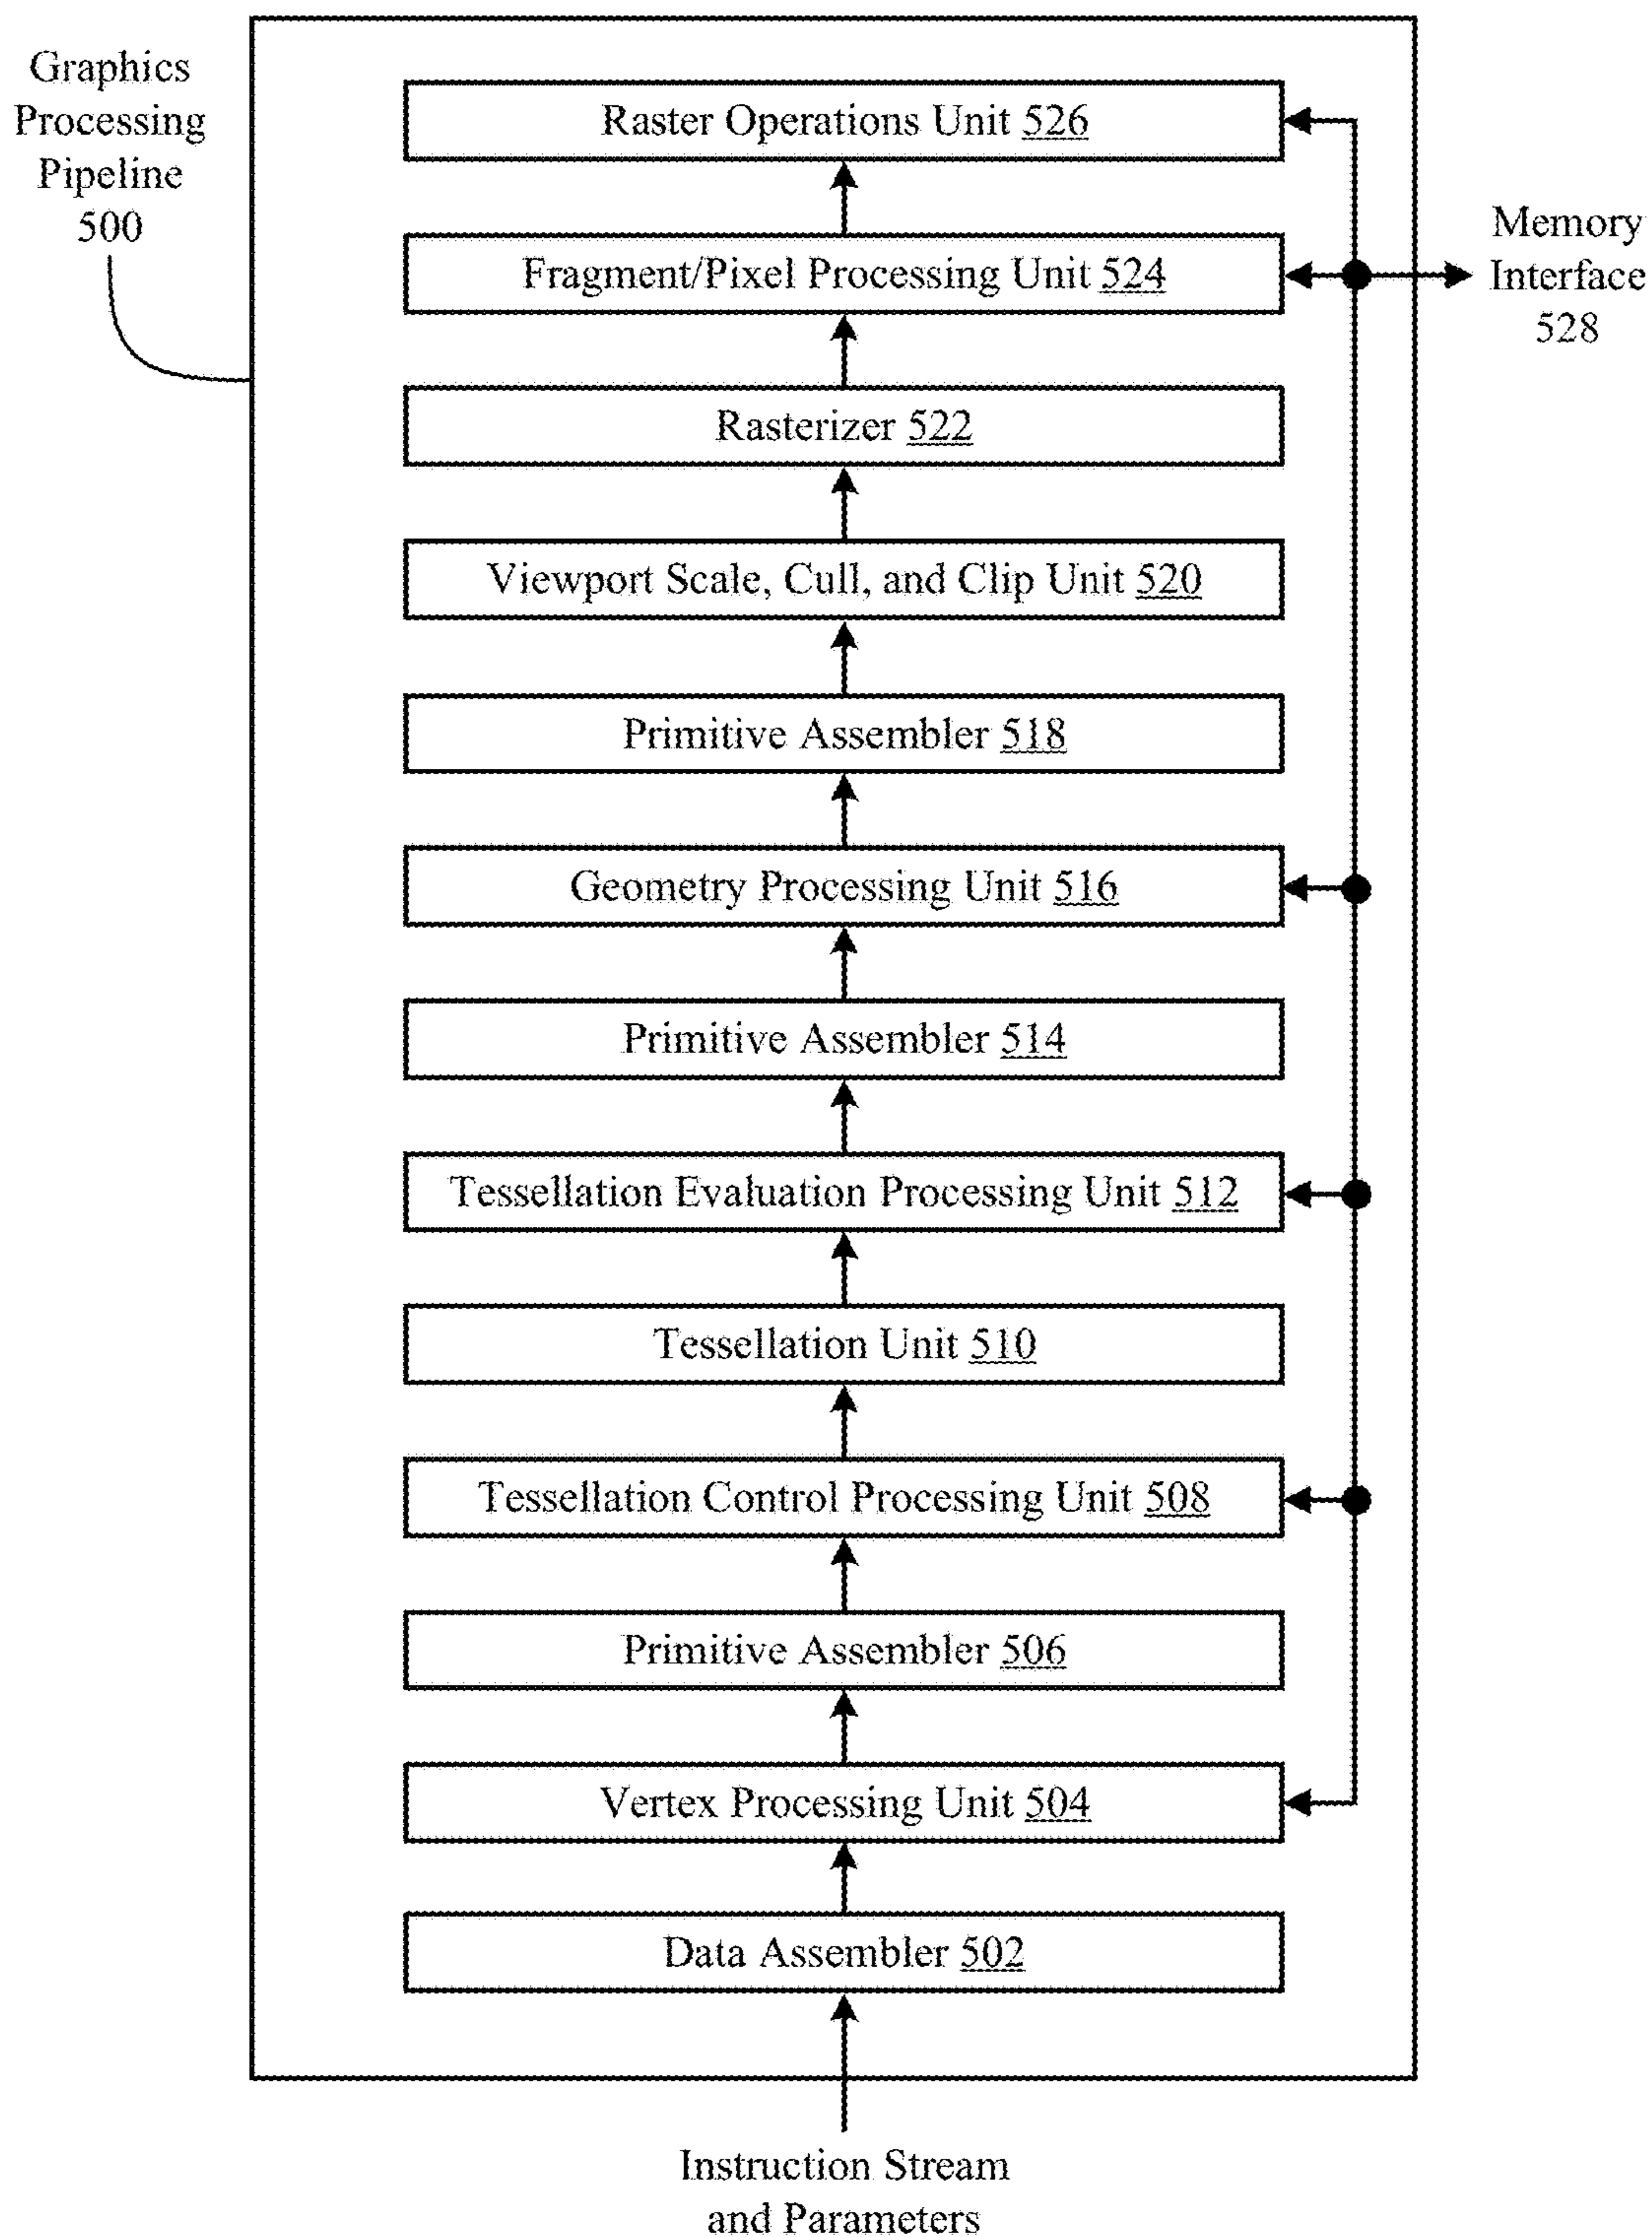 Graphics
Processing
Pipeline
500
Raster Operations Unit 526
Fragment/Pixel Processing Unit 524
Memory
Interface
528
Rasterizer 522
Viewport Scale, Cull, and Clip Unit 520
Primitive Assembler 518
Geometry Processing Unit 516
Primitive Assembler 514
Tessellation Evaluation Processing Unit 512
Tessellation Unit 510
Tessellation Control Processing Unit 508
Primitive Assembler 506
Vertex Processing Unit 504
Data Assembler 502
Instruction Stream
and Parameters